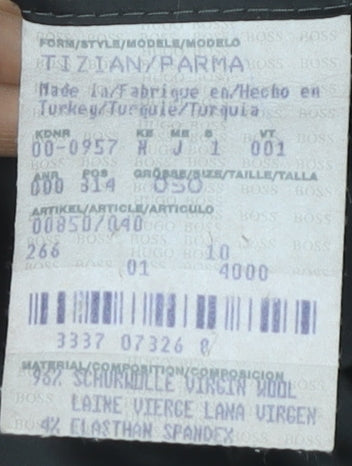 FORM/STYLE/MODELE/MODELO
TIZIAN/PARMA
Made in/Fabrique en/Hecho en
Turkey/Turquie/Turquia
KDNR KE ME S VT
00-0957 H J 1 001
ANR POS GRÖSSE/SIZE/TAILLE/TALLA
000 314 050
ARTIKEL/ARTICLE/ARTICULO
00850/040
266 10
01 4000
3337 07326 8
MATERIAL/COMPOSITION/COMPOSICION
96% SCHURWOLLE VIRGIN WOOL
LAINE VIERGE LANA VIRGEN
4% ELASTHAN SPANDEX